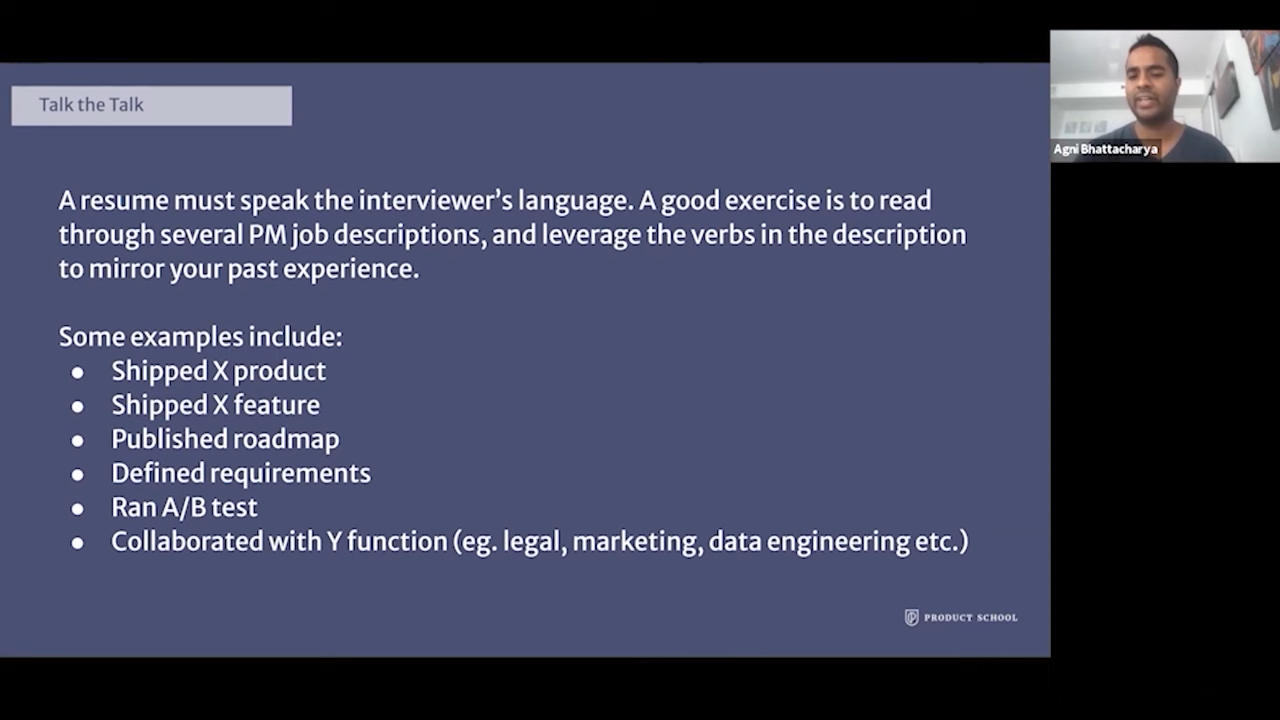 Talk the Talk
A resume must speak the interviewer’s language. A good exercise is to read
through several PM job descriptions, and leverage the verbs in the description
to mirror your past experience.
Some examples include:
● Shipped X product
● Shipped X feature
● Published roadmap
● Defined requirements
● Ran A/B test
● Collaborated with Y function (eg. legal, marketing, data engineering etc.)
PRODUCT SCHOOL
Agni Bhattacharya